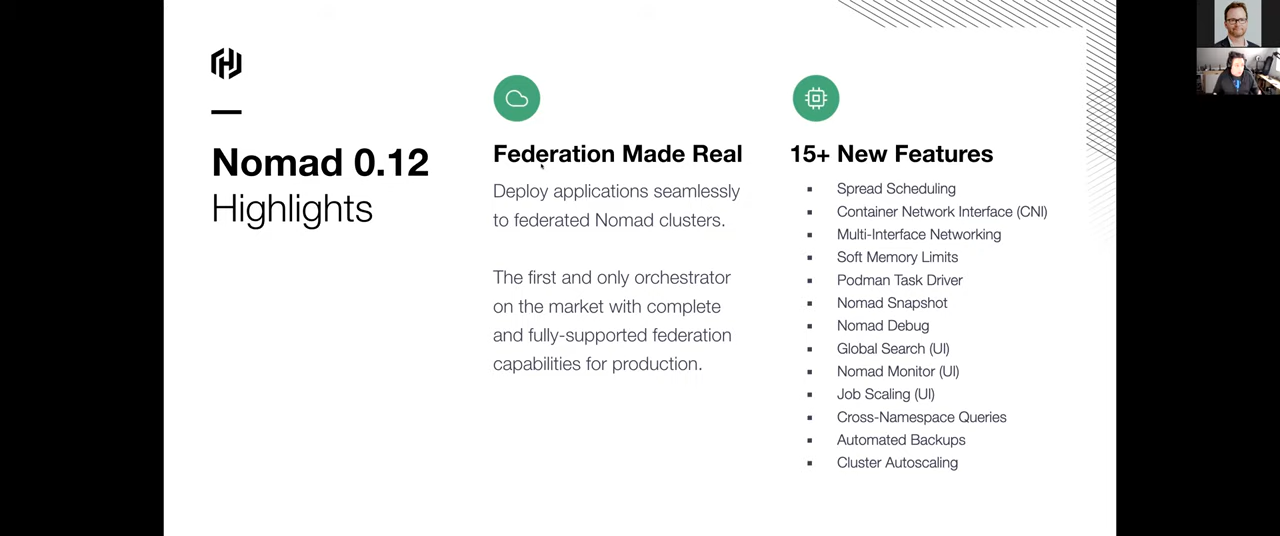 Nomad 0.12
Highlights
Federation Made Real
Deploy applications seamlessly
to federated Nomad clusters.
The first and only orchestrator
on the market with complete
and fully-supported federation
capabilities for production.
15+ New Features
▪ Spread Scheduling
▪ Container Network Interface (CNI)
▪ Multi-Interface Networking
▪ Soft Memory Limits
▪ Podman Task Driver
▪ Nomad Snapshot
▪ Nomad Debug
▪ Global Search (UI)
▪ Nomad Monitor (UI)
▪ Job Scaling (UI)
▪ Cross-Namespace Queries
▪ Automated Backups
▪ Cluster Autoscaling